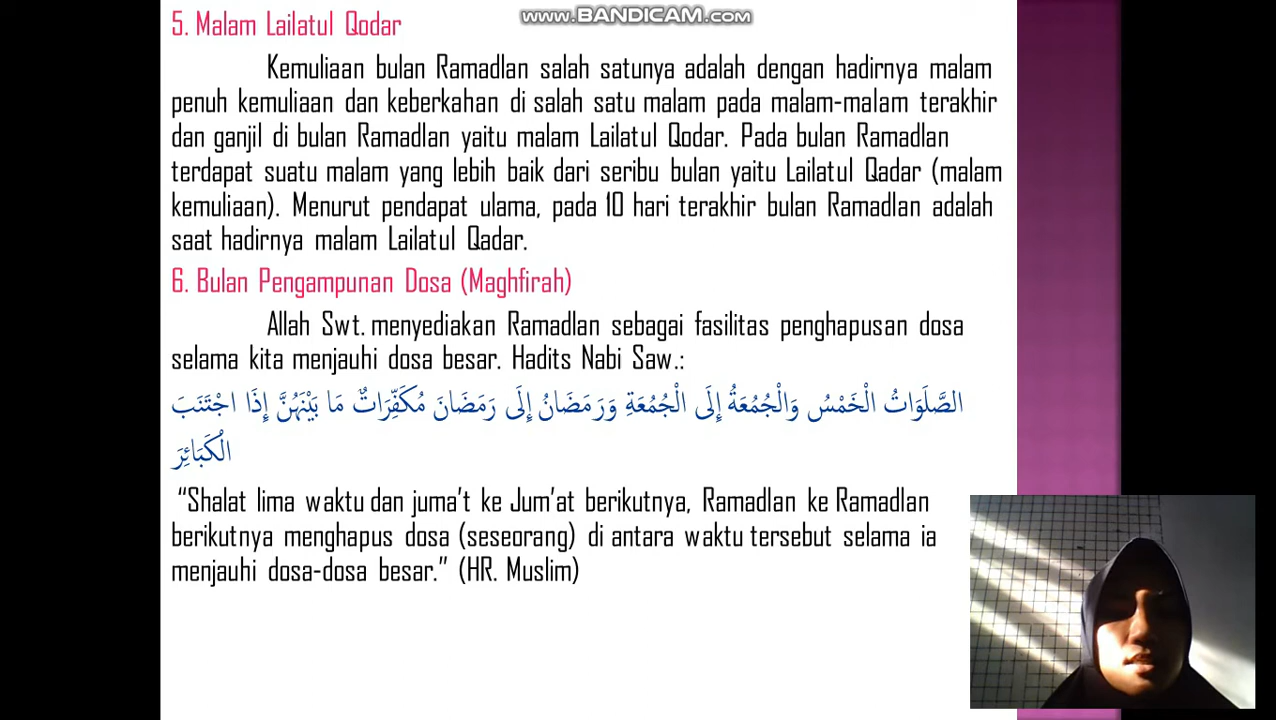 www.BANDICAM.com
5. Malam Lailatul Qodar
Kemuliaan bulan Ramadlan salah satunya adalah dengan hadirnya malam
penuh kemuliaan dan keberkahan di salah satu malam pada malam-malam terakhir
dan ganjil di bulan Ramadlan yaitu malam Lailatul Qodar. Pada bulan Ramadlan
terdapat suatu malam yang lebih baik dari seribu bulan yaitu Lailatul Qadar (malam
kemuliaan). Menurut pendapat ulama, pada 10 hari terakhir bulan Ramadlan adalah
saat hadirnya malam Lailatul Qadar.
6. Bulan Pengampunan Dosa (Maghfirah)
Allah Swt. menyediakan Ramadlan sebagai fasilitas penghapusan dosa
selama kita menjauhi dosa besar. Hadits Nabi Saw.:
الصَّلَوَاتُ الْخَمْسُ وَالْجُمُعَةُ إِلَى الْجُمُعَةِ وَرَمَضَانُ إِلَى رَمَضَانَ مُكَفِّرَاتٌ مَا بَيْنَهُنَّ إِذَا اجْتَنَبَ
الْكَبَائِرَ
“Shalat lima waktu dan juma’t ke Jum’at berikutnya, Ramadlan ke Ramadlan
berikutnya menghapus dosa (seseorang) di antara waktu tersebut selama ia
menjauhi dosa-dosa besar.” (HR. Muslim)